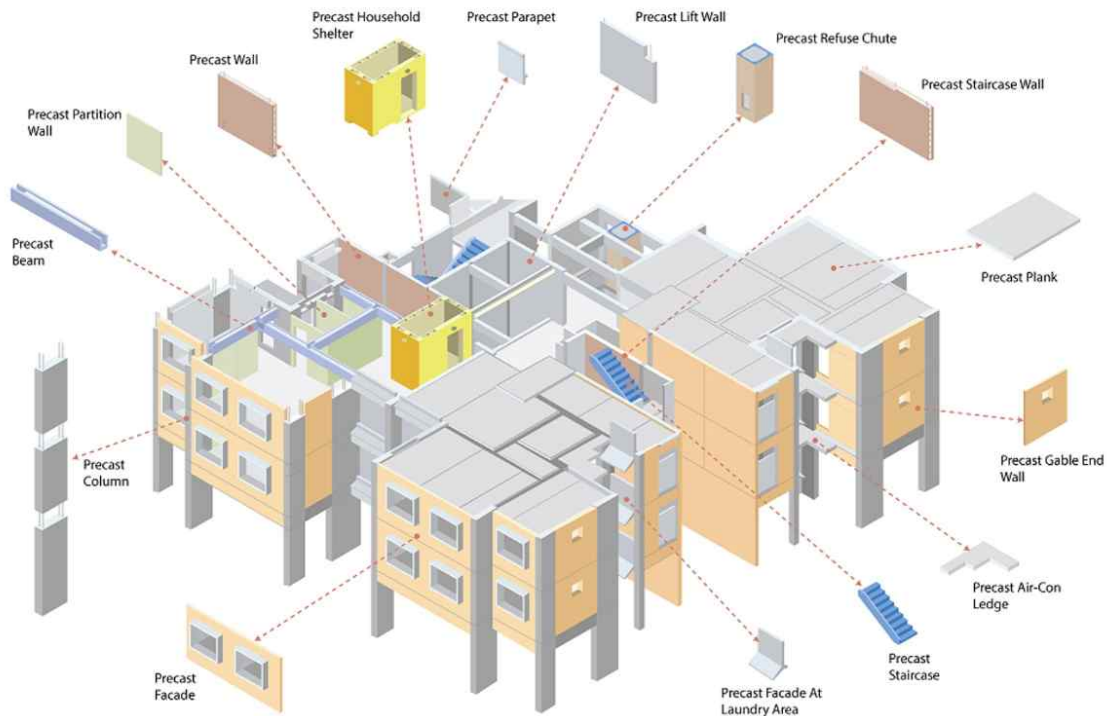 Precast Household
Shelter
Precast Parapet
Precast Lift Wall
Precast Refuse Chute
Precast Wall
Precast Staircase Wall
Precast Partition
Wall
Precast
Beam
Precast Plank
Precast
Column
Precast Gable End
Wall
Precast Air-Con
Ledge
Precast
Staircase
Precast Facade At
Laundry Area
Precast
Facade